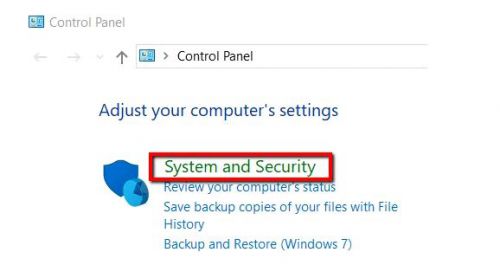 Control Panel
Control Panel
Adjust your computer's settings
System and Security
Review your computer's status
Save backup copies of your files with File
History
Backup and Restore (Windows 7)